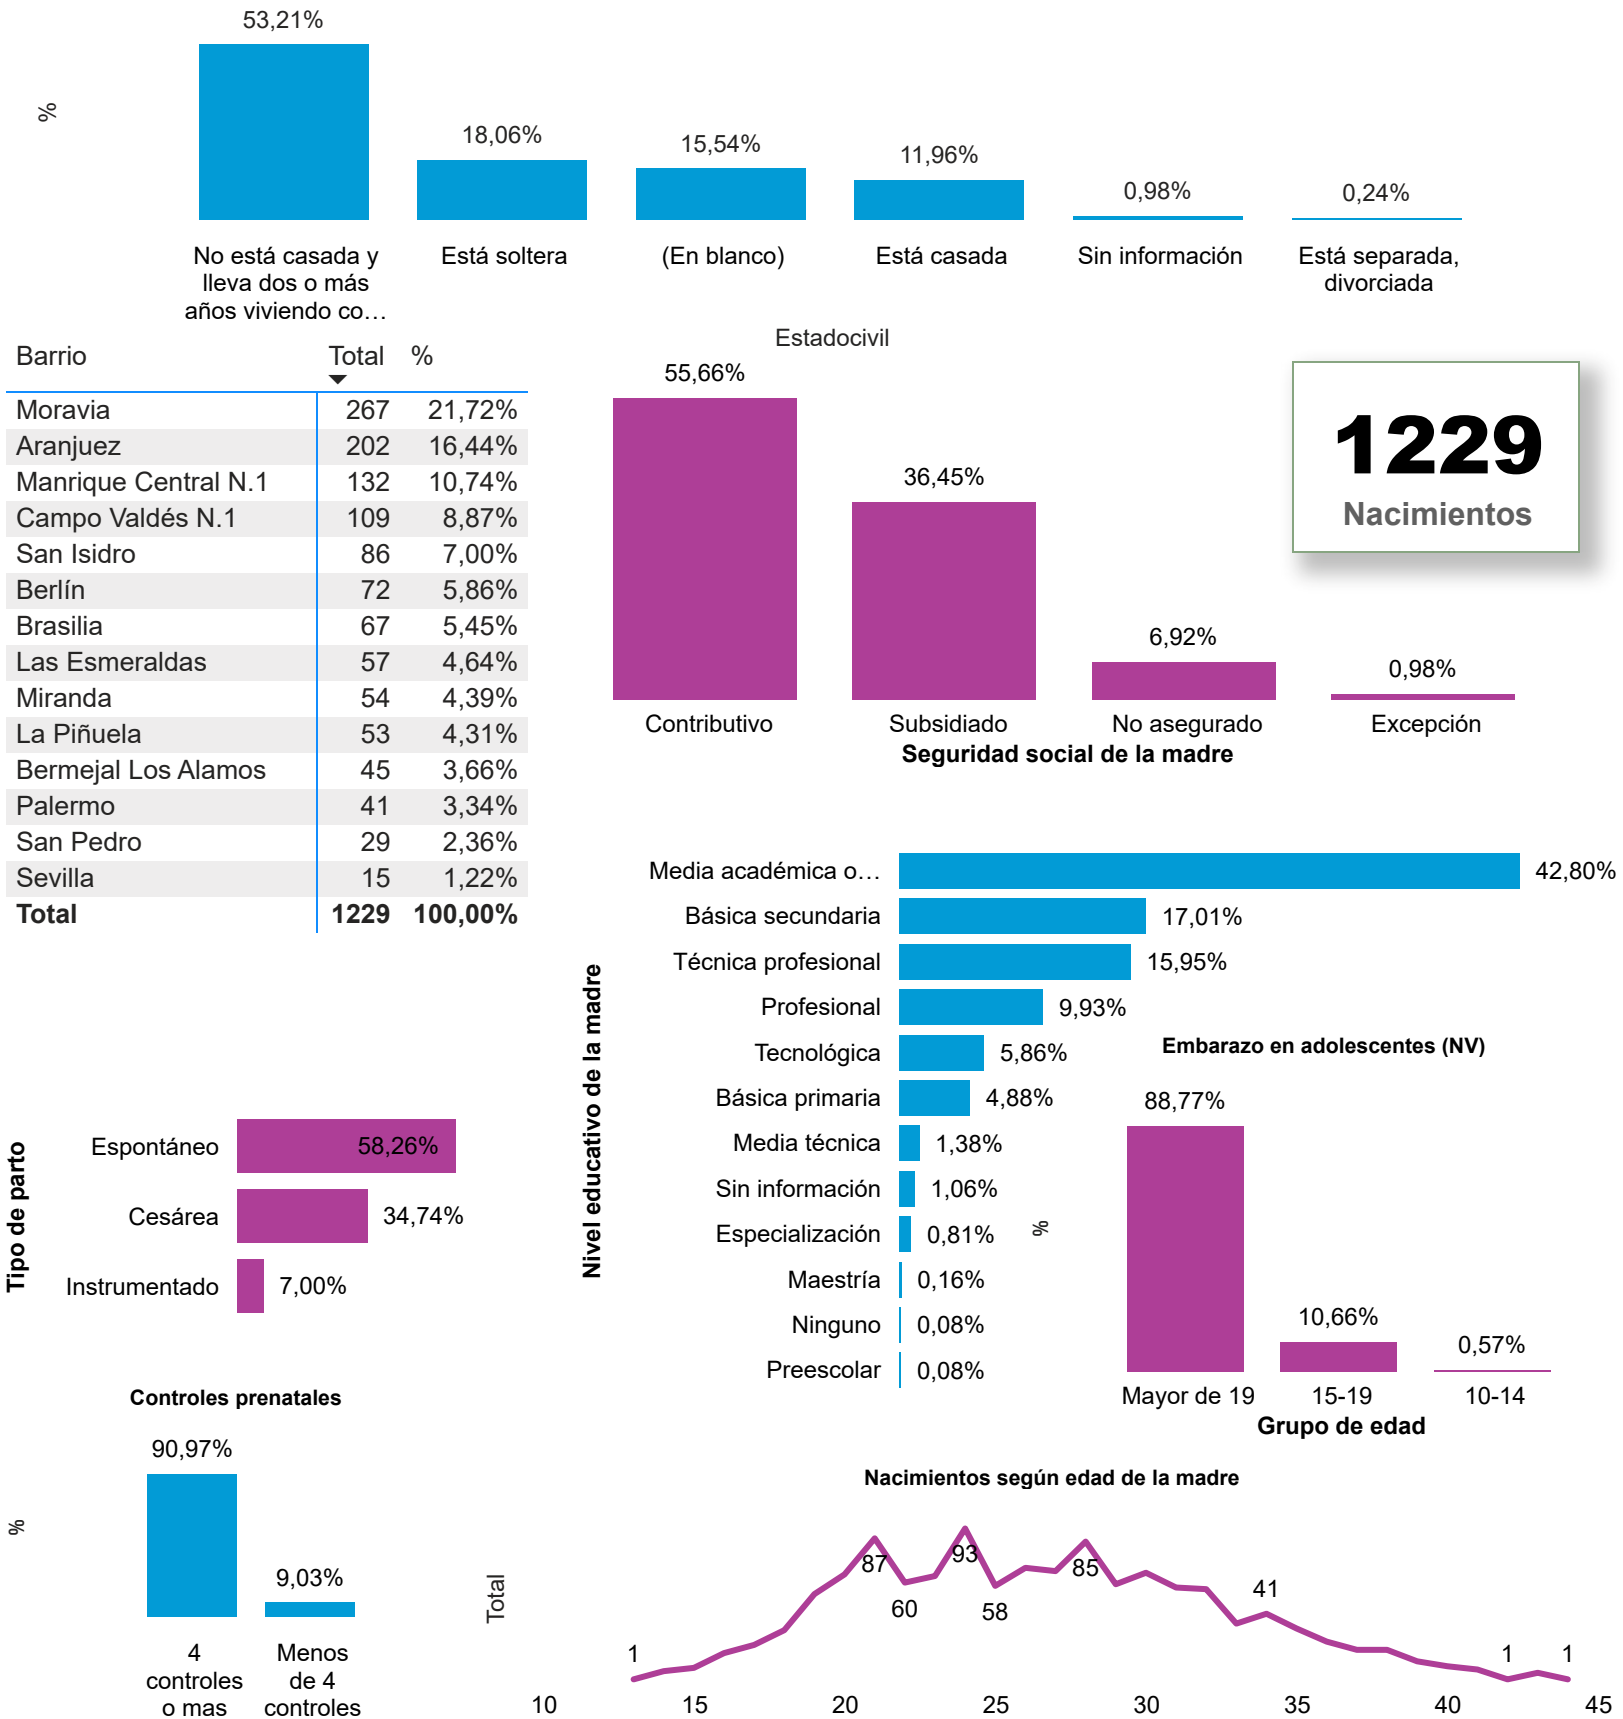 53,21%
18,06%
15,54%
11,96%
0,98%
0,24%
%
No está casada y
lleva dos o más
años viviendo co…
Está soltera
(En blanco)
Está casada
Sin información
Está separada,
divorciada
Estadocivil
Barrio Total %
Moravia 267 21,72%
Aranjuez 202 16,44%
Manrique Central N.1 132 10,74%
Campo Valdés N.1 109 8,87%
San Isidro 86 7,00%
Berlín 72 5,86%
Brasilia 67 5,45%
Las Esmeraldas 57 4,64%
Miranda 54 4,39%
La Piñuela 53 4,31%
Bermejal Los Alamos 45 3,66%
Palermo 41 3,34%
San Pedro 29 2,36%
Sevilla 15 1,22%
Total 1229 100,00%
55,66%
36,45%
6,92%
0,98%
Contributivo
Subsidiado
No asegurado
Excepción
Seguridad social de la madre
1229
Nacimientos
Nivel educativo de la madre
Media académica o… 42,80%
Básica secundaria 17,01%
Técnica profesional 15,95%
Profesional 9,93%
Tecnológica 5,86%
Básica primaria 4,88%
Media técnica 1,38%
Sin información 1,06%
Especialización 0,81%
Maestría 0,16%
Ninguno 0,08%
Preescolar 0,08%
Embarazo en adolescentes (NV)
%
88,77%
10,66%
0,57%
Mayor de 19
15-19
10-14
Grupo de edad
Tipo de parto
Espontáneo 58,26%
Cesárea 34,74%
Instrumentado 7,00%
Controles prenatales
%
90,97%
9,03%
4
controles
o mas
Menos
de 4
controles
Nacimientos según edad de la madre
Total
1
87
60
93
58
85
41
1
1
10 15 20 25 30 35 40 45